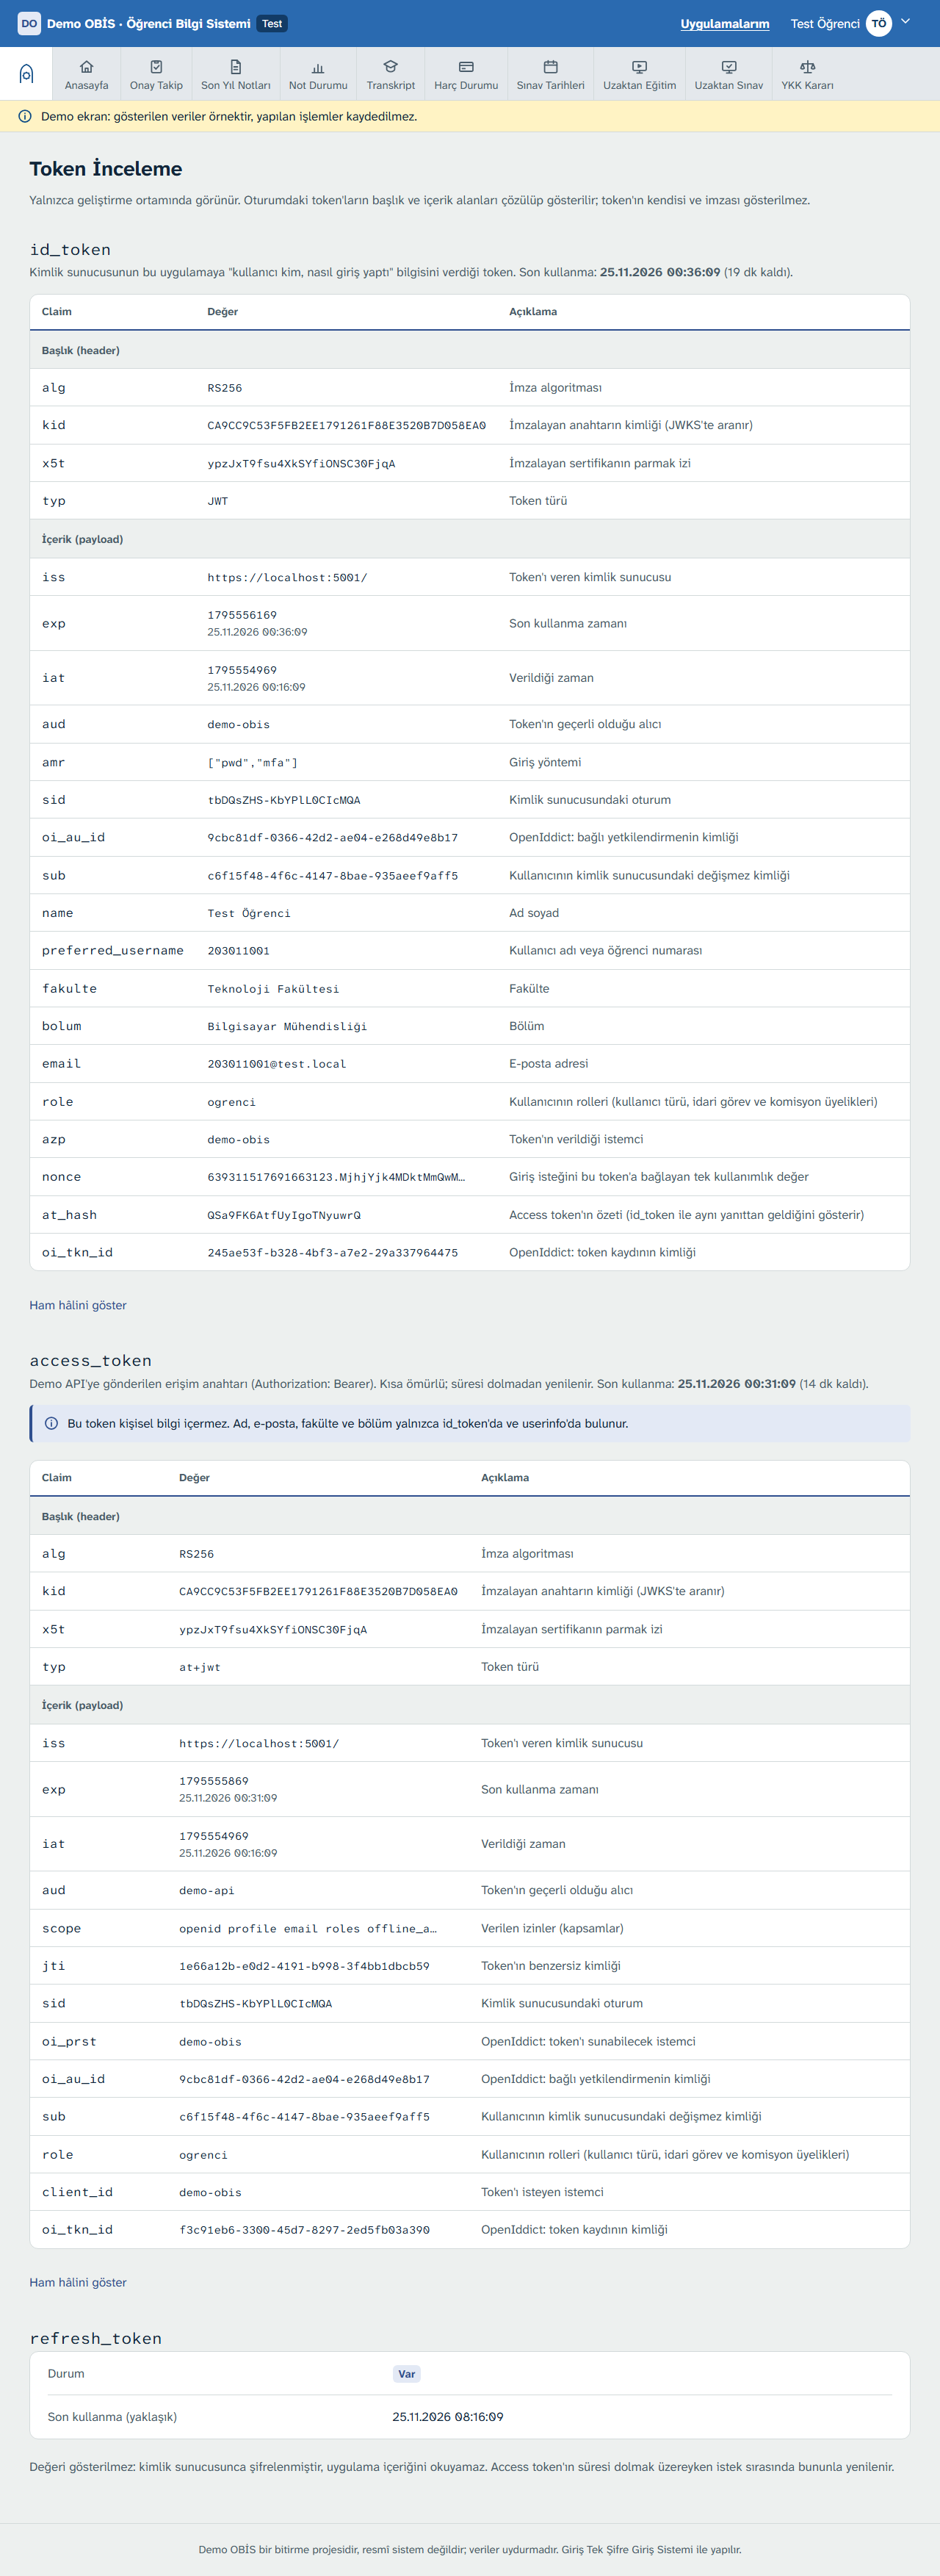 DO Demo OBİS · Öğrenci Bilgi Sistemi Test Uygulamalarım Test Öğrenci TÖ
Anasayfa Onay Takip Son Yıl Notları Not Durumu Transkript Harç Durumu Sınav Tarihleri Uzaktan Eğitim Uzaktan Sınav YKK Kararı
Demo ekran: gösterilen veriler örnektir, yapılan işlemler kaydedilmez.
Token İnceleme
Yalnızca geliştirme ortamında görünür. Oturumdaki token'ların başlık ve içerik alanları çözülüp gösterilir; token'ın kendisi ve imzası gösterilmez.
id_token
Kimlik sunucusunun bu uygulamaya "kullanıcı kim, nasıl giriş yaptı" bilgisini verdiği token. Son kullanma: 25.11.2026 00:36:09 (19 dk kaldı).
Claim Değer Açıklama
Başlık (header)
alg RS256 İmza algoritması
kid CA9CC9C53F5FB2EE1791261F88E3520B7D058EA0 İmzalayan anahtarın kimliği (JWKS'te aranır)
x5t ypzJxT9fsu4XkSYfiONSC30FjqA İmzalayan sertifikanın parmak izi
typ JWT Token türü
İçerik (payload)
iss https://localhost:5001/ Token'ı veren kimlik sunucusu
exp 1795556169 Son kullanma zamanı
25.11.2026 00:36:09
iat 1795554969 Verildiği zaman
25.11.2026 00:16:09
aud demo-obis Token'ın geçerli olduğu alıcı
amr ["pwd","mfa"] Giriş yöntemi
sid tbDQsZHS-KbYPlL0CIcMQA Kimlik sunucusundaki oturum
oi_au_id 9cbc81df-0366-42d2-ae04-e268d49e8b17 OpenIddict: bağlı yetkilendirmenin kimliği
sub c6f15f48-4f6c-4147-8bae-935aeef9aff5 Kullanıcının kimlik sunucusundaki değişmez kimliği
name Test Öğrenci Ad soyad
preferred_username 203011001 Kullanıcı adı veya öğrenci numarası
fakulte Teknoloji Fakültesi Fakülte
bolum Bilgisayar Mühendisliği Bölüm
email 203011001@test.local E-posta adresi
role ogrenci Kullanıcının rolleri (kullanıcı türü, idari görev ve komisyon üyelikleri)
azp demo-obis Token'ın verildiği istemci
nonce 639311517691663123.MjhjYjk4MDktMmQwM… Giriş isteğini bu token'a bağlayan tek kullanımlık değer
at_hash QSa9FK6AtfUyIgoTNyuwrQ Access token'ın özeti (id_token ile aynı yanıttan geldiğini gösterir)
oi_tkn_id 245ae53f-b328-4bf3-a7e2-29a337964475 OpenIddict: token kaydının kimliği
Ham hâlini göster
access_token
Demo API'ye gönderilen erişim anahtarı (Authorization: Bearer). Kısa ömürlü; süresi dolmadan yenilenir. Son kullanma: 25.11.2026 00:31:09 (14 dk kaldı).
Bu token kişisel bilgi içermez. Ad, e-posta, fakülte ve bölüm yalnızca id_token'da ve userinfo'da bulunur.
Claim Değer Açıklama
Başlık (header)
alg RS256 İmza algoritması
kid CA9CC9C53F5FB2EE1791261F88E3520B7D058EA0 İmzalayan anahtarın kimliği (JWKS'te aranır)
x5t ypzJxT9fsu4XkSYfiONSC30FjqA İmzalayan sertifikanın parmak izi
typ at+jwt Token türü
İçerik (payload)
iss https://localhost:5001/ Token'ı veren kimlik sunucusu
exp 1795555869 Son kullanma zamanı
25.11.2026 00:31:09
iat 1795554969 Verildiği zaman
25.11.2026 00:16:09
aud demo-api Token'ın geçerli olduğu alıcı
scope openid profile email roles offline_a… Verilen izinler (kapsamlar)
jti 1e66a12b-e0d2-4191-b998-3f4bb1dbcb59 Token'ın benzersiz kimliği
sid tbDQsZHS-KbYPlL0CIcMQA Kimlik sunucusundaki oturum
oi_prst demo-obis OpenIddict: token'ı sunabilecek istemci
oi_au_id 9cbc81df-0366-42d2-ae04-e268d49e8b17 OpenIddict: bağlı yetkilendirmenin kimliği
sub c6f15f48-4f6c-4147-8bae-935aeef9aff5 Kullanıcının kimlik sunucusundaki değişmez kimliği
role ogrenci Kullanıcının rolleri (kullanıcı türü, idari görev ve komisyon üyelikleri)
client_id demo-obis Token'ı isteyen istemci
oi_tkn_id f3c91eb6-3300-45d7-8297-2ed5fb03a390 OpenIddict: token kaydının kimliği
Ham hâlini göster
refresh_token
Durum Var
Son kullanma (yaklaşık) 25.11.2026 08:16:09
Değeri gösterilmez: kimlik sunucusunca şifrelenmiştir, uygulama içeriğini okuyamaz. Access token'ın süresi dolmak üzereyken istek sırasında bununla yenilenir.
Demo OBİS bir bitirme projesidir, resmî sistem değildir; veriler uydurmadır. Giriş Tek Şifre Giriş Sistemi ile yapılır.